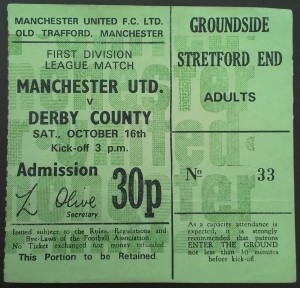 MANCHESTER UNITED F.C. LTD.
OLD TRAFFORD, MANCHESTER
FIRST DIVISION
LEAGUE MATCH
MANCHESTER UTD.
v
DERBY COUNTY
SAT., OCTOBER 16th
Kick-off 3 p.m.
Admission 30p
L. Olive
Secretary
Issued subject to the Rules, Regulations and
Bye-Laws of the Football Association.
No Ticket exchanged nor money refunded
This Portion to be Retained
GROUNDSIDE
STRETFORD END
ADULTS
No 33
As a capacity attendance is
expected, it is strongly
recommended that patrons
ENTER THE GROUND
not less than 10 minutes
before kick-off.